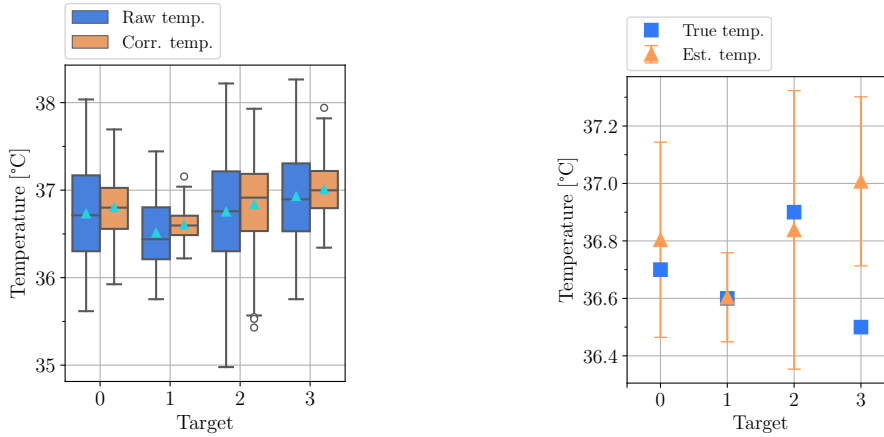 Raw temp.
Corr. temp.
Temperature [°C]
38
37
36
35
0 1 2 3
Target
True temp.
Est. temp.
Temperature [°C]
37.2
37.0
36.8
36.6
36.4
0 1 2 3
Target